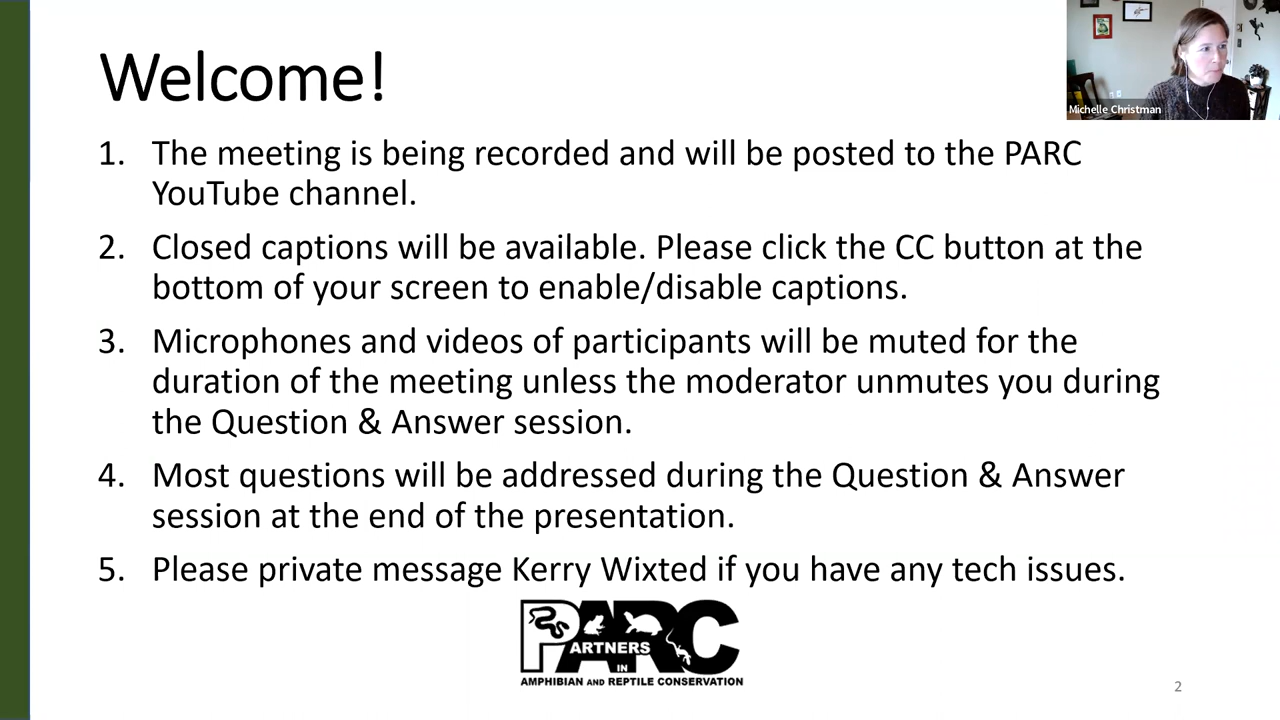 Welcome!
Michelle Christman
1. The meeting is being recorded and will be posted to the PARC
YouTube channel.
2. Closed captions will be available. Please click the CC button at the
bottom of your screen to enable/disable captions.
3. Microphones and videos of participants will be muted for the
duration of the meeting unless the moderator unmutes you during
the Question & Answer session.
4. Most questions will be addressed during the Question & Answer
session at the end of the presentation.
5. Please private message Kerry Wixted if you have any tech issues.
PARC
PARTNERS
IN
AMPHIBIAN AND REPTILE CONSERVATION
2